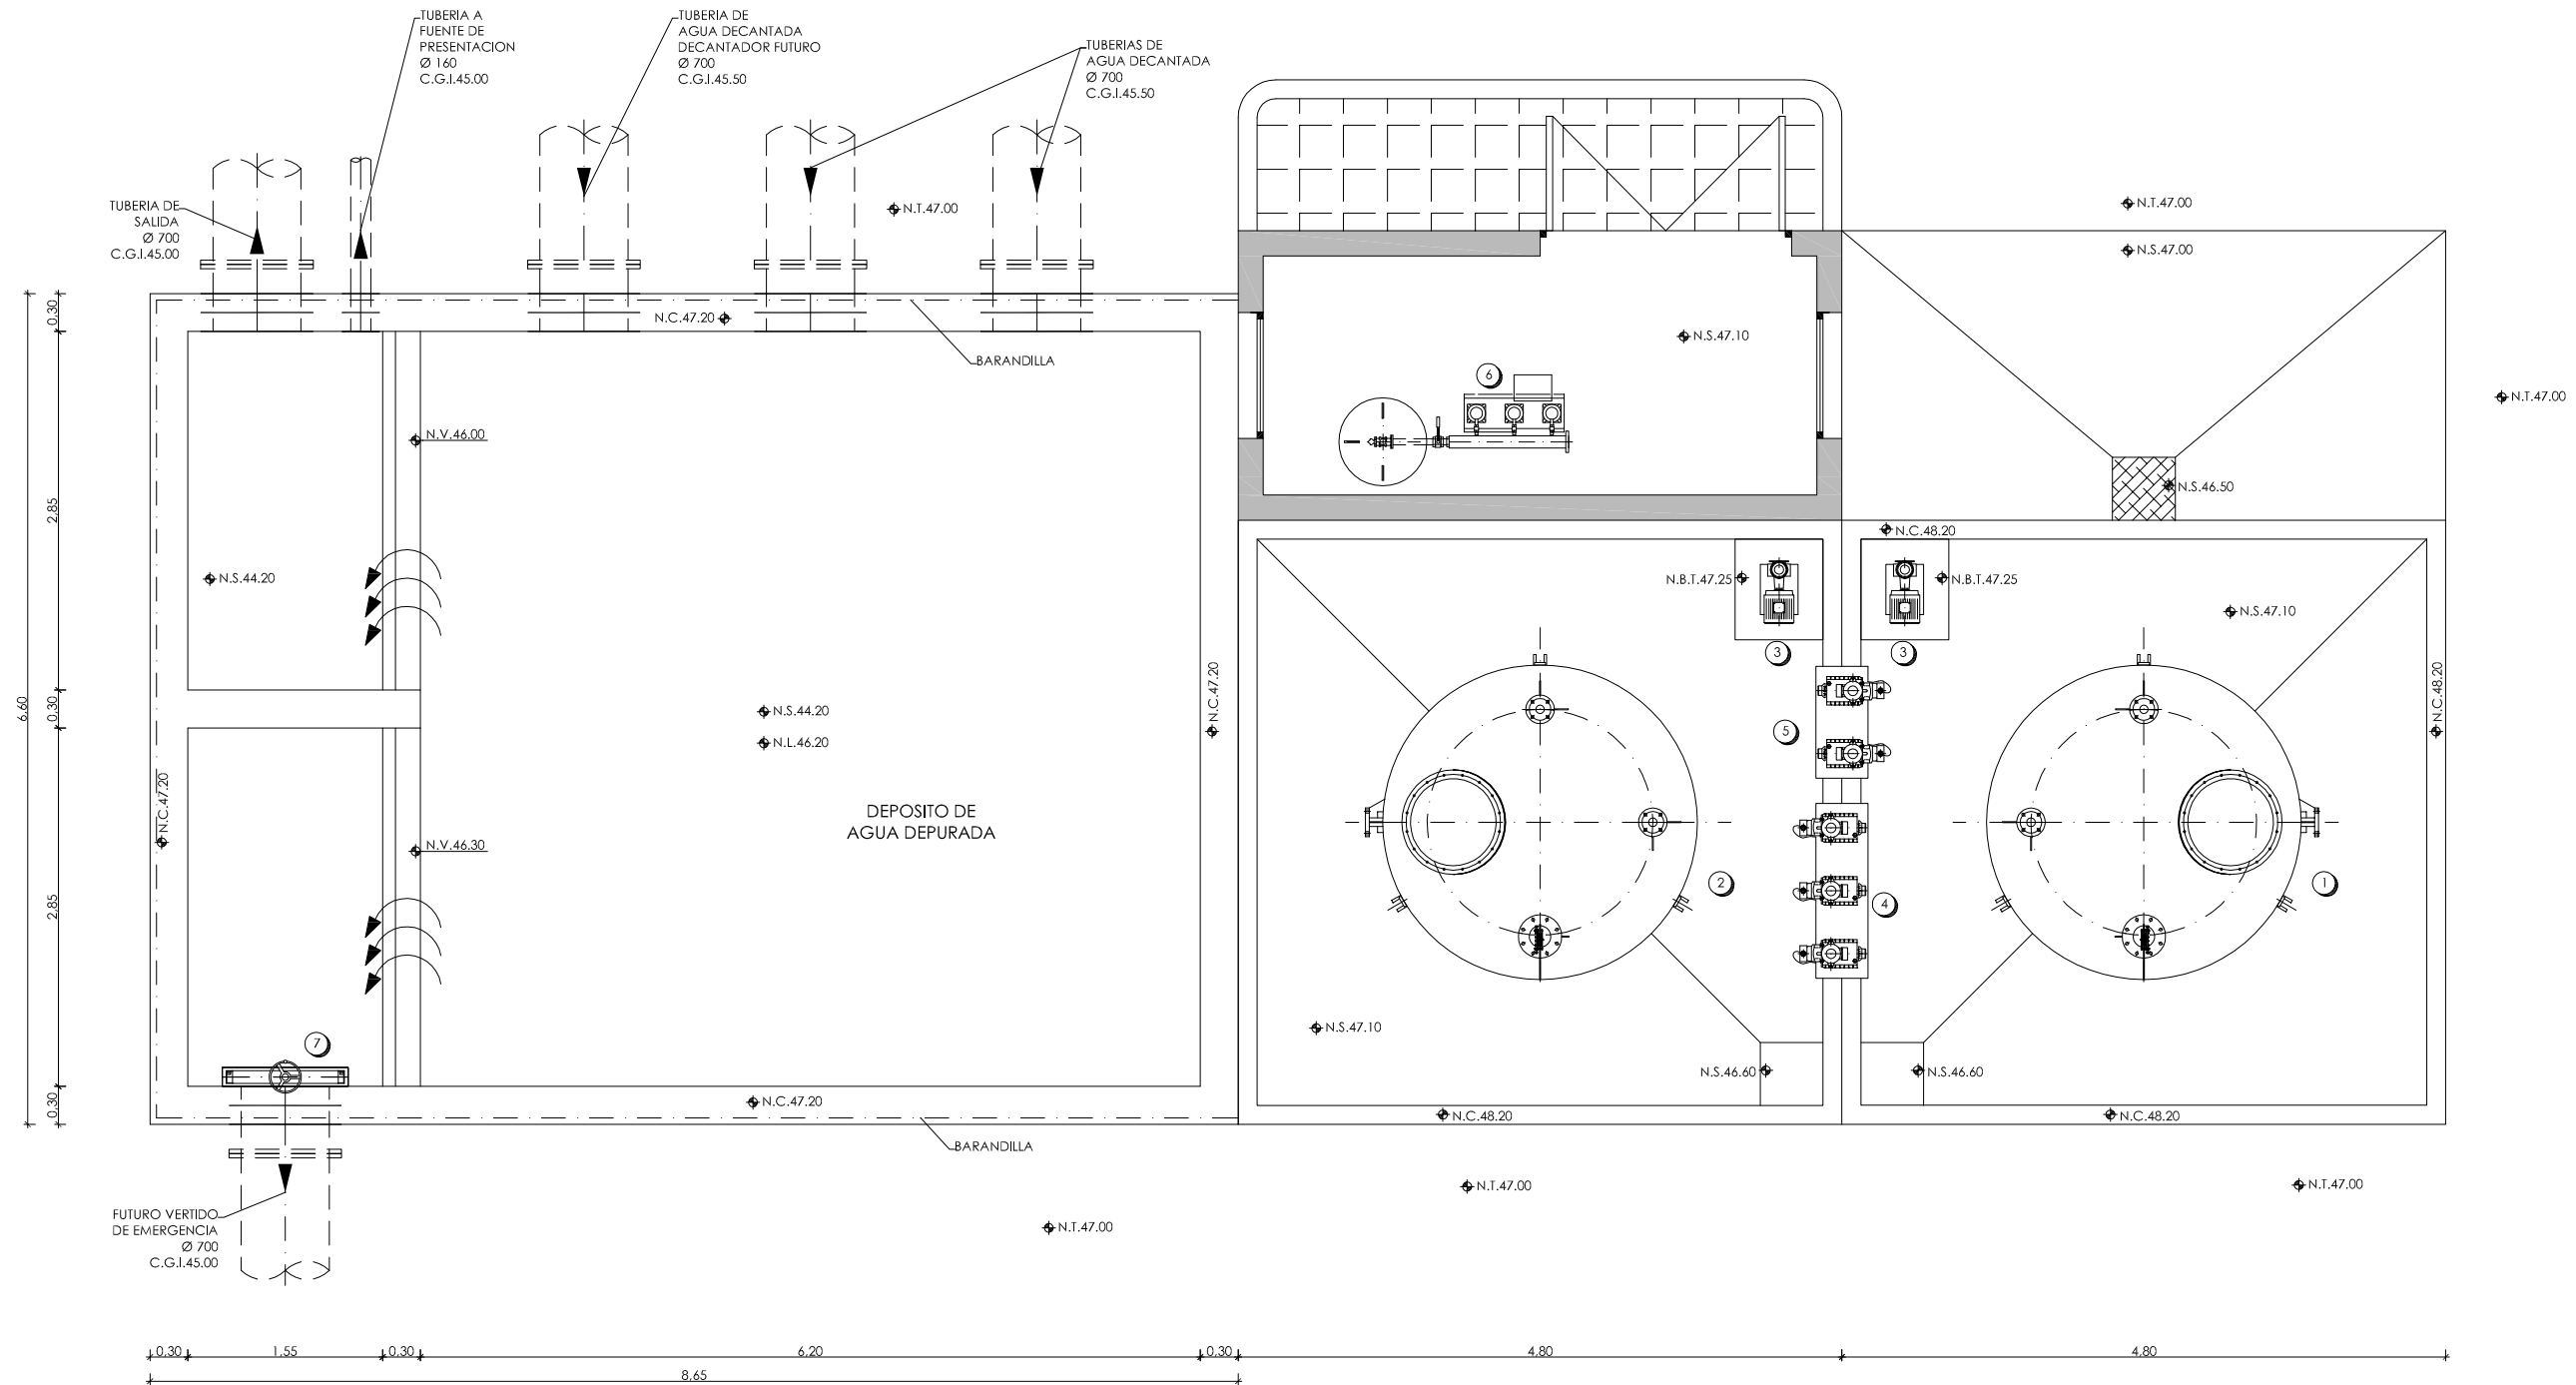 TUBERIA A
FUENTE DE
PRESENTACION
Ø 160
C.G.I.45.00
TUBERIA DE
AGUA DECANTADA
DECANTADOR FUTURO
Ø 700
C.G.I.45.50
TUBERIAS DE
AGUA DECANTADA
Ø 700
C.G.I.45.50
TUBERIA DE
SALIDA
Ø 700
C.G.I.45.00
N.T.47.00
N.T.47.00
N.S.47.00
N.C.47.20
BARANDILLA
N.S.47.10
6
N.T.47.00
N.V.46.00
N.S.46.50
N.C.48.20
N.S.44.20
N.B.T.47.25
N.B.T.47.25
N.S.47.10
3
3
N.S.44.20
N.L.46.20
N.C.47.20
5
N.C.48.20
N.C.47.20
DEPOSITO DE
AGUA DEPURADA
N.V.46.30
2
4
1
7
N.S.47.10
N.S.46.60
N.S.46.60
N.C.47.20
N.C.48.20
N.C.48.20
BARANDILLA
N.T.47.00
N.T.47.00
N.T.47.00
FUTURO VERTIDO
DE EMERGENCIA
Ø 700
C.G.I.45.00
6,60
0,30
2,85
0,30
2,85
0,30
0,30
1,55
0,30
6,20
0,30
4,80
4,80
8,65